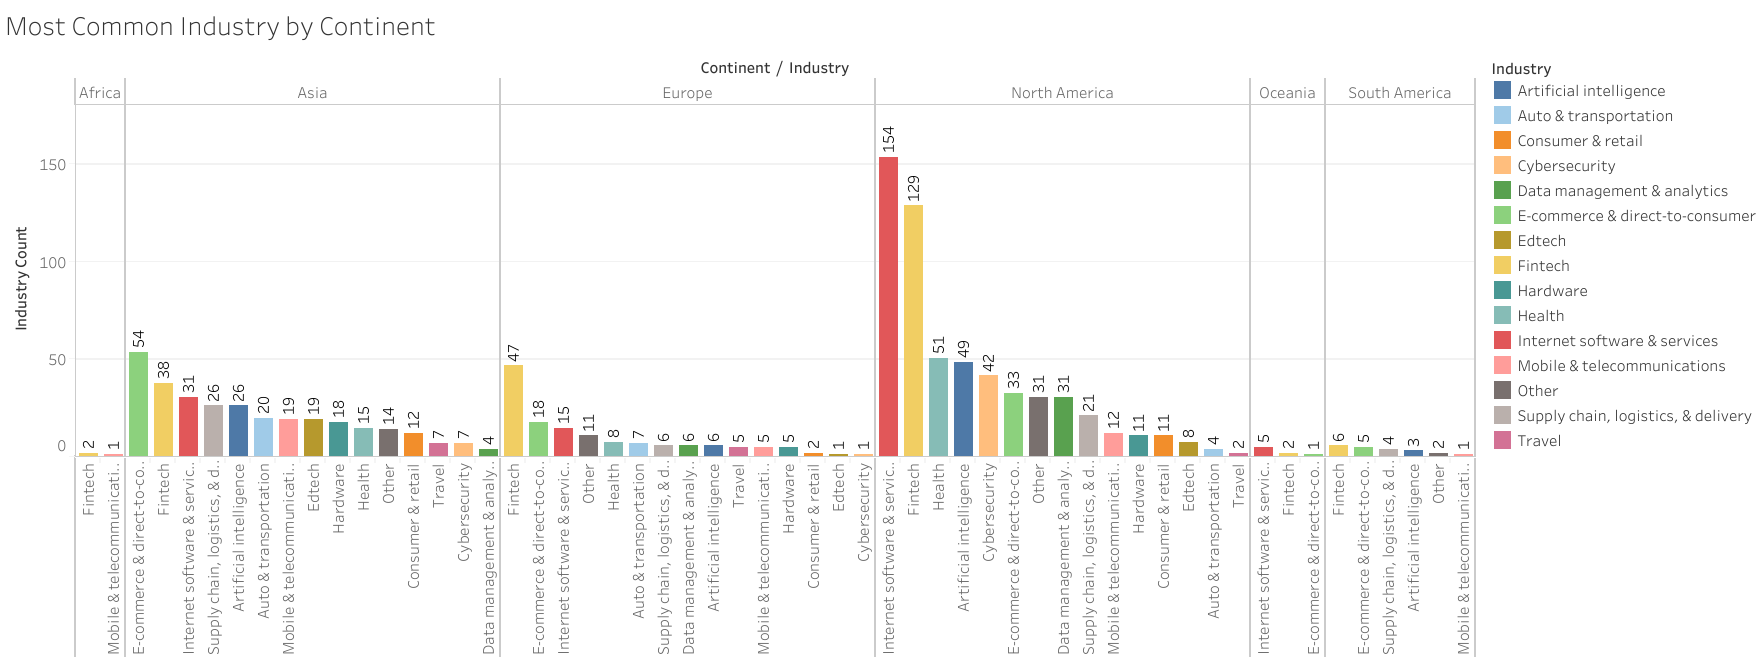 Most Common Industry by Continent
Continent / Industry
Africa
Asia
Europe
North America
Oceania
South America
Industry Count
150
100
50
0
2
1
54
38
31
26
26
20
19
19
18
15
14
12
7
7
4
47
18
15
11
8
7
6
6
6
5
5
5
2
1
1
154
129
51
49
42
33
31
31
21
12
11
11
8
4
2
5
2
1
6
5
4
3
2
1
Fintech
Mobile & telecommunicati..
E-commerce & direct-to-co..
Fintech
Internet software & servic..
Supply chain, logistics, & d..
Artificial intelligence
Auto & transportation
Mobile & telecommunicati..
Edtech
Hardware
Health
Other
Consumer & retail
Travel
Cybersecurity
Data management & analy..
Fintech
E-commerce & direct-to-co..
Internet software & servic..
Other
Health
Auto & transportation
Supply chain, logistics, & d..
Data management & analy..
Artificial intelligence
Travel
Mobile & telecommunicati..
Hardware
Consumer & retail
Edtech
Cybersecurity
Internet software & servic..
Fintech
Health
Artificial intelligence
Cybersecurity
E-commerce & direct-to-co..
Other
Data management & analy..
Supply chain, logistics, & d..
Mobile & telecommunicati..
Hardware
Consumer & retail
Edtech
Auto & transportation
Travel
Internet software & servic..
Fintech
E-commerce & direct-to-co..
Fintech
E-commerce & direct-to-co..
Supply chain, logistics, & d..
Artificial intelligence
Other
Mobile & telecommunicati..
Industry
Artificial intelligence
Auto & transportation
Consumer & retail
Cybersecurity
Data management & analytics
E-commerce & direct-to-consumer
Edtech
Fintech
Hardware
Health
Internet software & services
Mobile & telecommunications
Other
Supply chain, logistics, & delivery
Travel